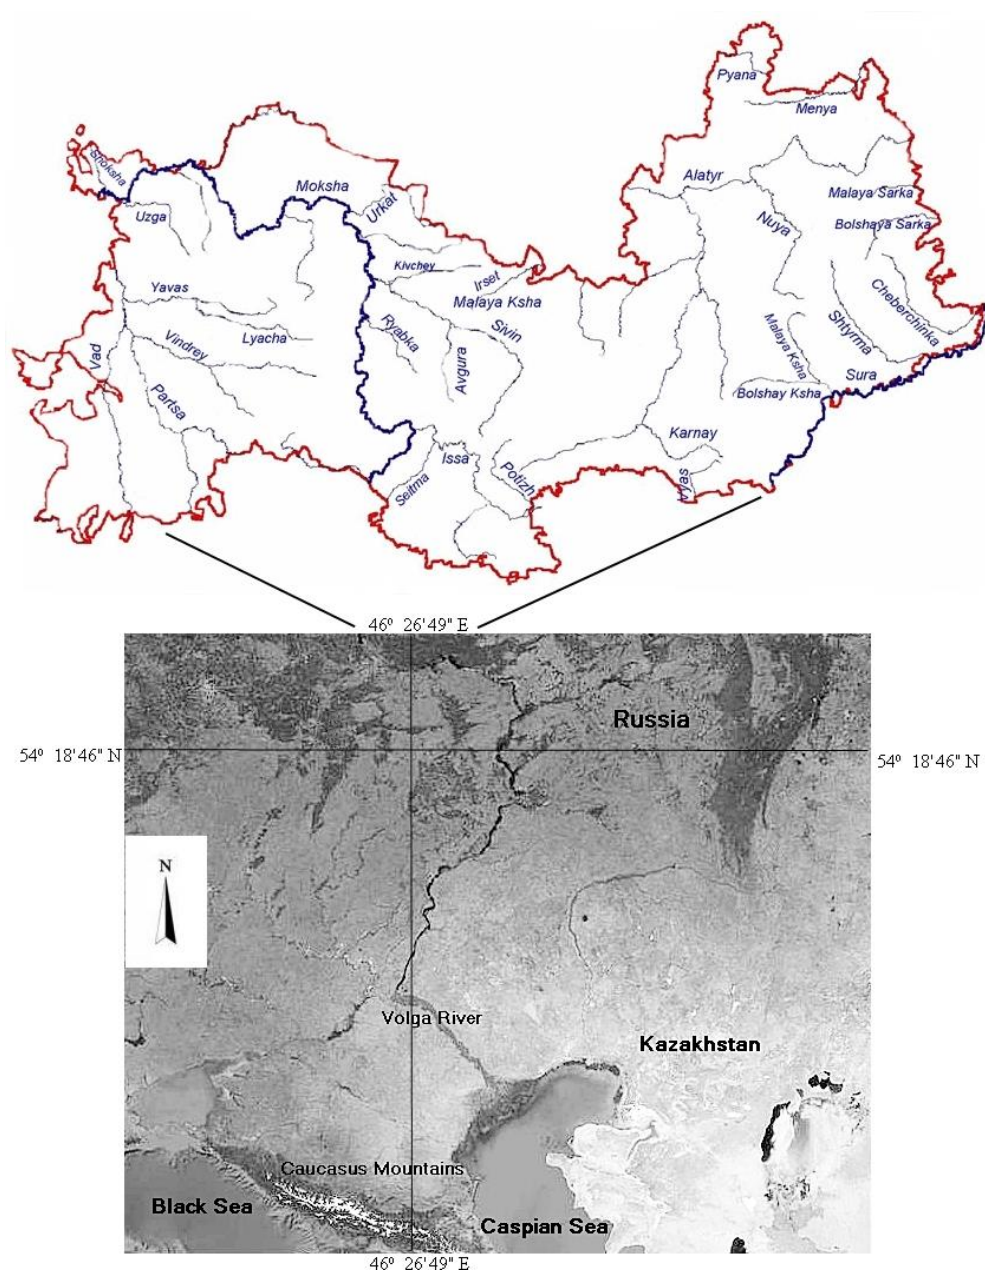 Pyana
Menya
Shoksha
Moksha
Alatyr
Urkat
Malaya Sarka
Uzga
Nuya
Bolshaya Sarka
Kivchey
Irset
Yavas
Malaya Ksha
Cheberchinka
Ryabka
Sivin
Shtyrma
Lyacha
Vindrey
Malaya Ksha
Vad
Avgura
Sura
Partsa
Bolshay Ksha
Karnay
Issa
Potizh
Seitma
Vyas
46º 26'49" E
Russia
54º 18'46" N
54º 18'46" N
N
Volga River
Kazakhstan
Caucasus Mountains
Black Sea
Caspian Sea
46º 26'49" E